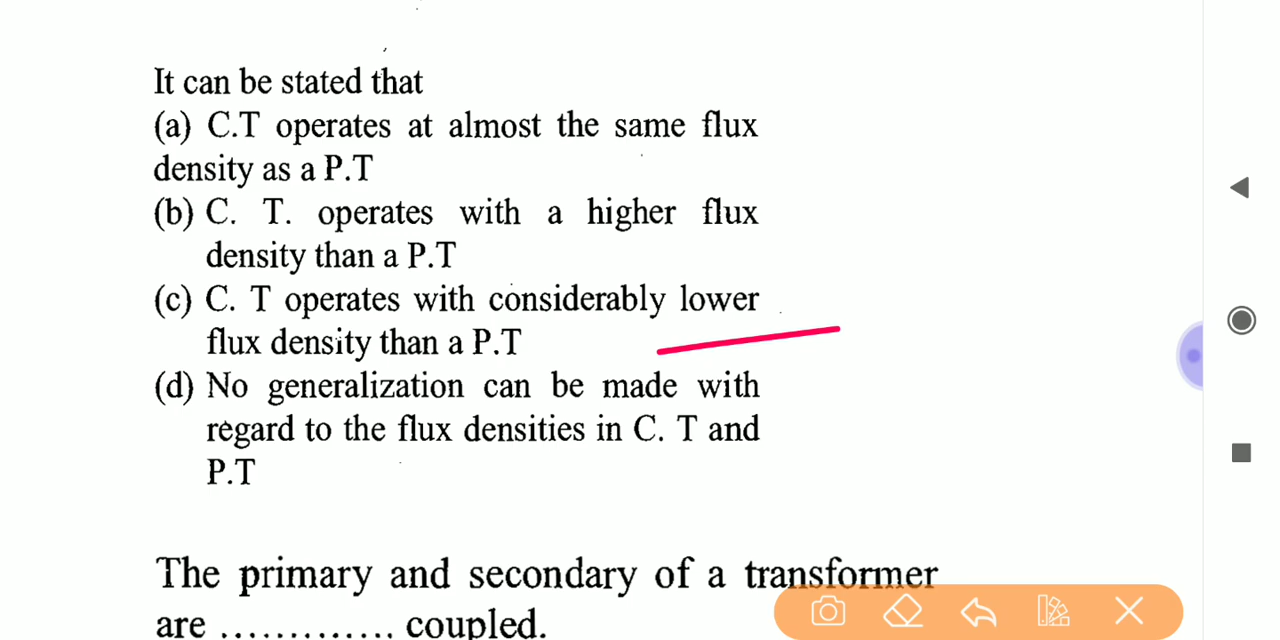 It can be stated that
(a) C.T operates at almost the same flux
density as a P.T
(b) C. T. operates with a higher flux
density than a P.T
(c) C. T operates with considerably lower
flux density than a P.T
(d) No generalization can be made with
regard to the flux densities in C. T and
P.T
The primary and secondary of a transformer
are ............. coupled.